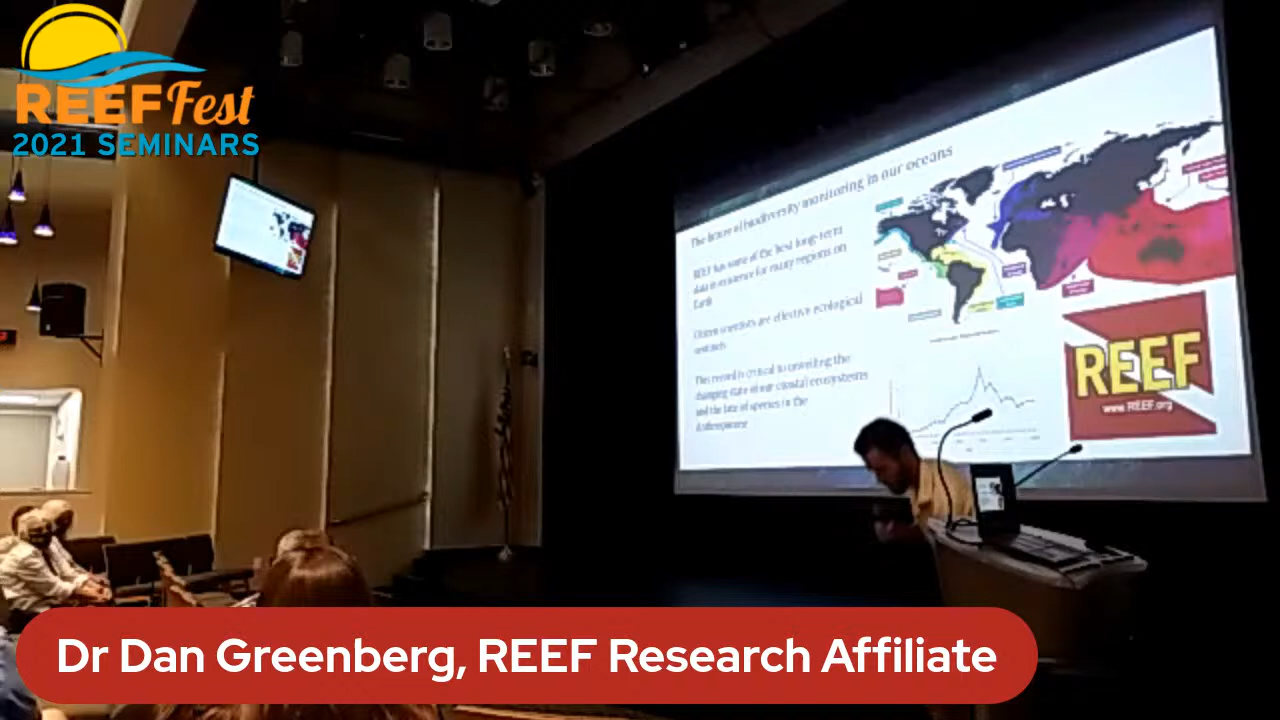 REEF Fest
2021 SEMINARS
The future of biodiversity monitoring in our oceans
REEF has some of the best long-term
data in existence for many regions on
Earth
Citizen scientists are effective ecological
sentinels
This record is critical to unveiling the
changing state of our coastal ecosystems
and the fate of species in the
Anthropocene
REEF
www.REEF.org
Dr Dan Greenberg, REEF Research Affiliate